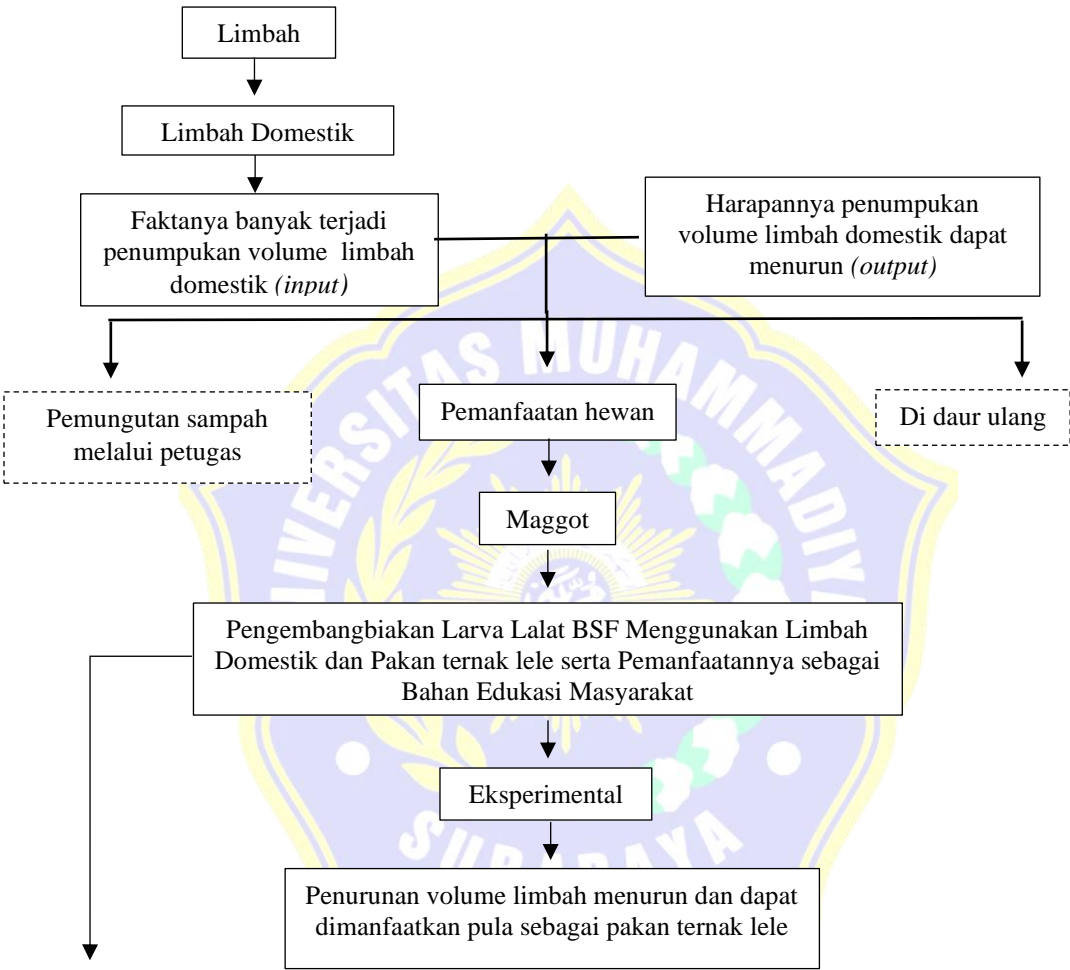 Limbah
Limbah Domestik
Faktanya banyak terjadi
penumpukan volume limbah
domestik (input)
Harapannya penumpukan
volume limbah domestik dapat
menurun (output)
Pemungutan sampah
melalui petugas
Pemanfaatan hewan
Di daur ulang
Maggot
Pengembangbiakan Larva Lalat BSF Menggunakan Limbah
Domestik dan Pakan ternak lele serta Pemanfaatannya sebagai
Bahan Edukasi Masyarakat
Eksperimental
Penurunan volume limbah menurun dan dapat
dimanfaatkan pula sebagai pakan ternak lele
SURABAYA